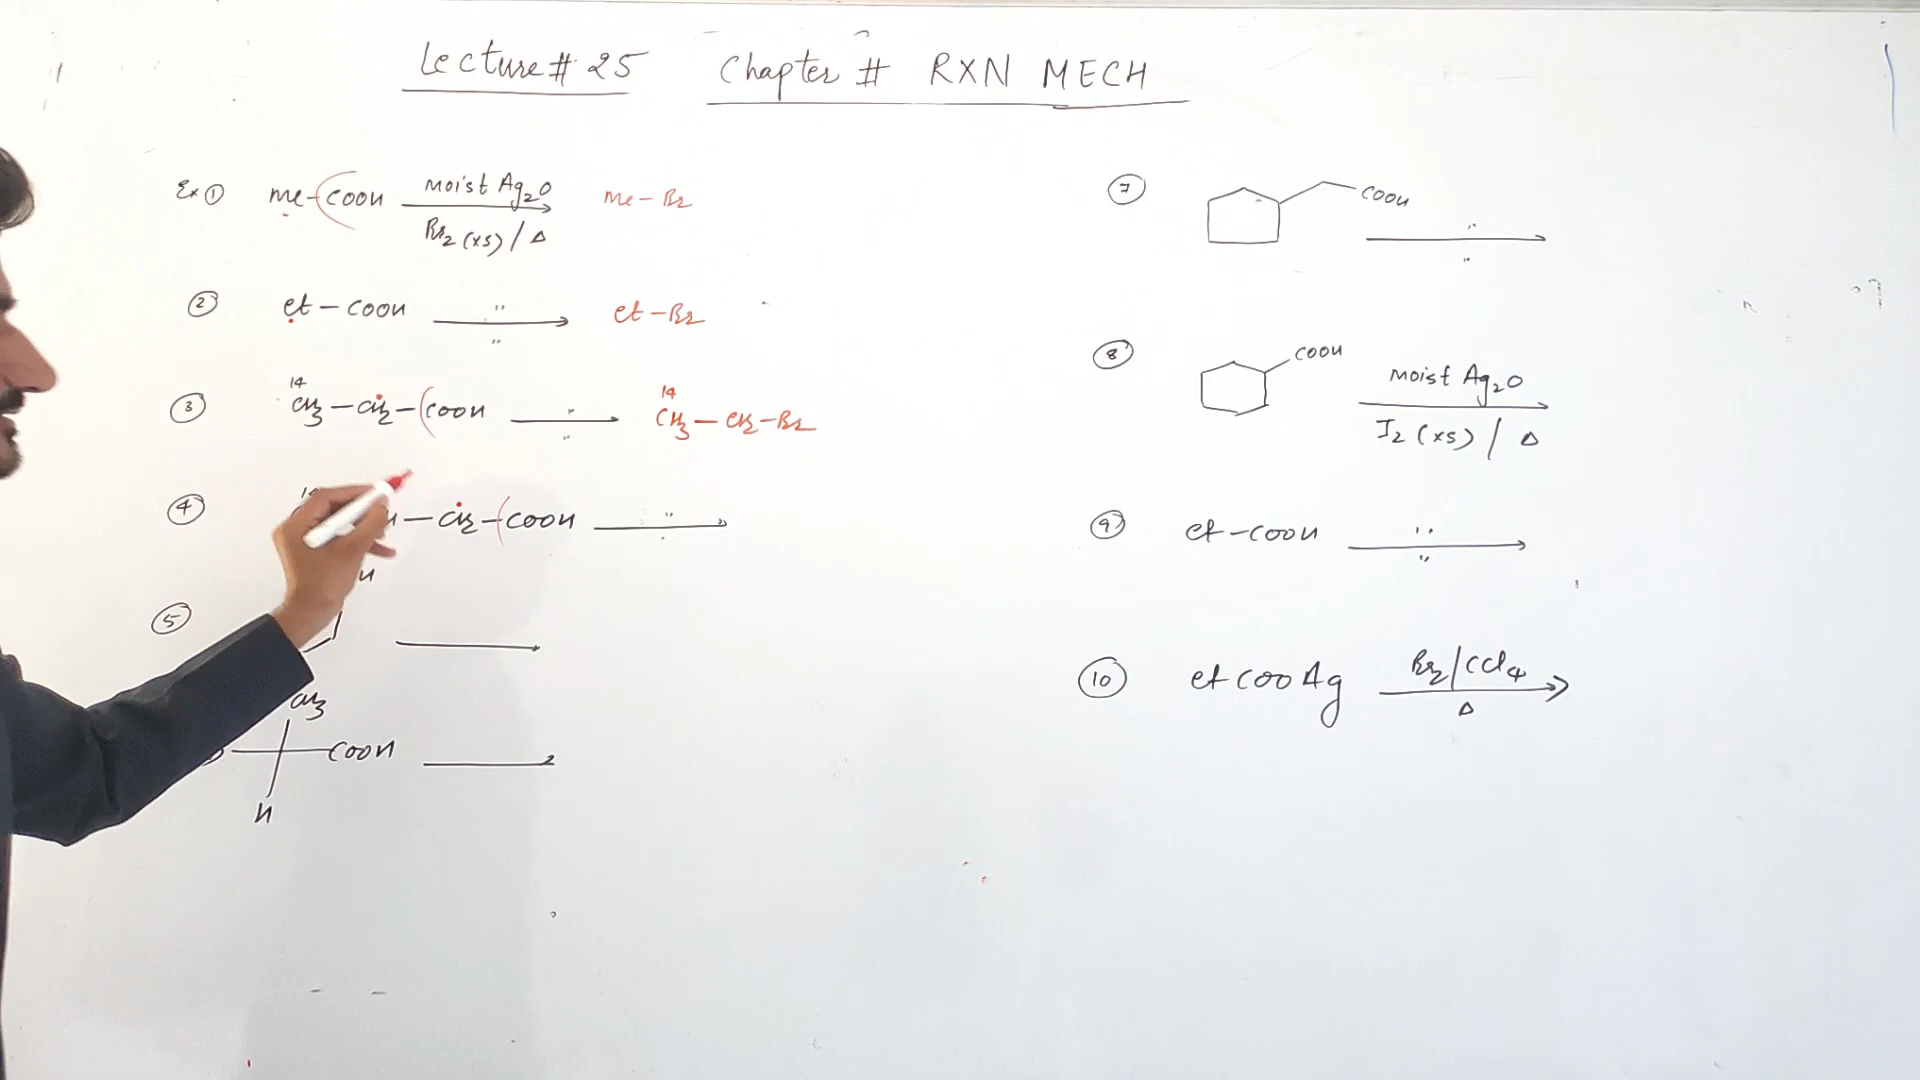 Lecture # 25 Chapter # RXN MECH
Ex ① me-COOH moist Ag2O Br2 (xs) / Δ me - Br
② et - COOH " " et - Br
③ 14 CH3 - CH2 - COOH " " 14 CH3 - CH2 - Br
④ - CH2 - COOH "
⑤ H
CH3
COOH
H
⑦ COOH " "
⑧ COOH moist Ag2O I2 (xs) / Δ
⑨ et - COOH " "
⑩ et COO Ag Br2 / CCl4 Δ